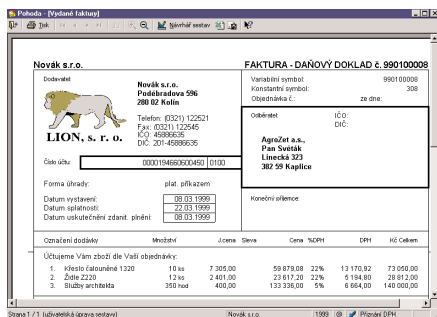 Pohoda - [Vydané faktury]
Tisk
Návrhář sestav
Novák s.r.o.
FAKTURA - DAŇOVÝ DOKLAD č. 990100008
Dodavatel:
LION, s. r. o.
Novák s.r.o.
Poděbradova 596
280 02 Kolín
Telefon: (0321) 122521
Fax: (0321) 122545
IČO: 45886635
DIČ: 201-45886635
Číslo účtu:
0000194660600450 0100
Variabilní symbol: 990100008
Konstantní symbol: 308
Objednávka č.: ze dne:
Odběratel:
IČO:
DIČ:
AgroZet a.s.,
Pan Světák
Linecká 323
382 59 Kaplice
Forma úhrady: plat. příkazem
Datum vystavení: 08.03.1999
Datum splatnosti: 22.03.1999
Datum uskutečnění zdanit. plnění: 08.03.1999
Konečný příjemce:
Označení dodávky Množství J.cena Sleva Cena %DPH DPH Kč Celkem
Účtujeme Vám zboží dle Vaší objednávky:
1. Křeslo čalouněné 1320 10 ks 7 305,00 59 879,08 22% 13 170,92 73 050,00
2. Židle Z220 12 ks 2 401,00 23 617,20 22% 5 194,80 28 812,00
3. Služby architekta 350 hod 400,00 133 336,00 5% 6 664,00 140 000,00
Strana 1 / 1 (uživatelská úprava sestavy) Novák s.r.o. 1999 @ Přiznání DPH